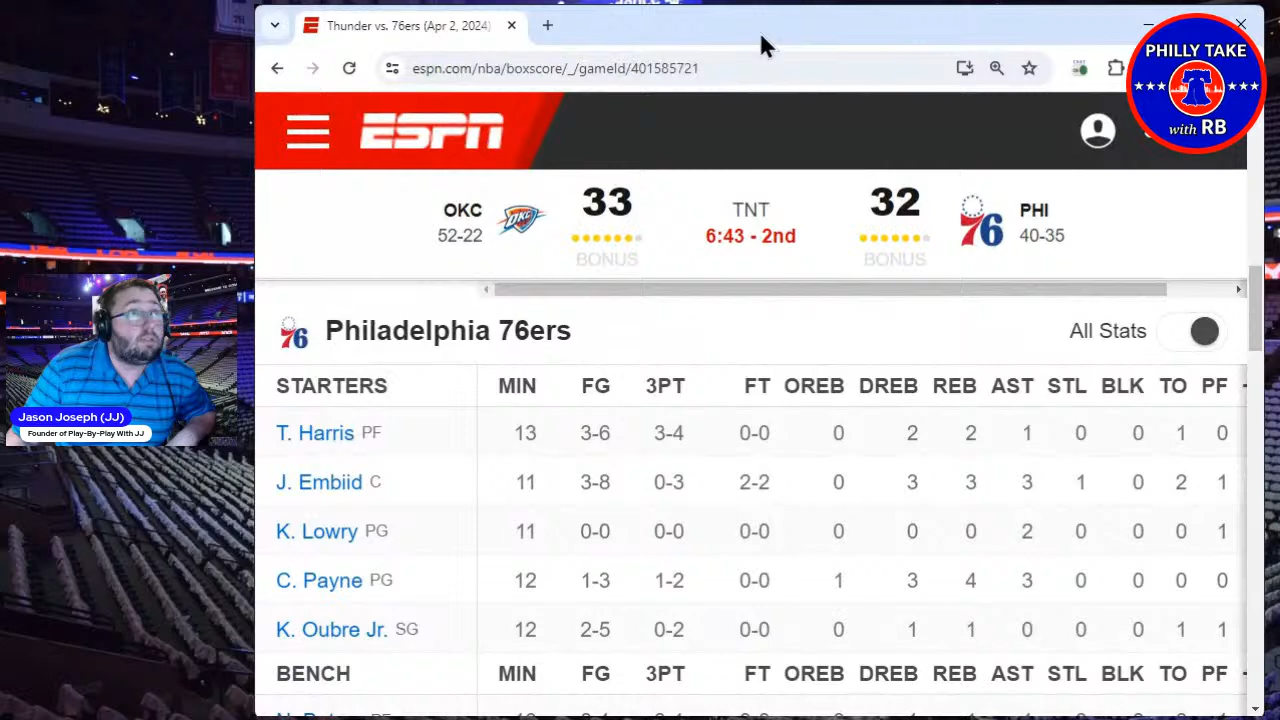 Thunder vs. 76ers (Apr 2, 2024)
espn.com/nba/boxscore/_/gameId/401585721
PHILLY TAKE
with RB
ESPN
OKC 33 TNT 32 PHI
52-22 6:43 - 2nd 40-35
BONUS BONUS
76 Philadelphia 76ers All Stats
STARTERS MIN FG 3PT FT OREB DREB REB AST STL BLK TO PF
T. Harris PF 13 3-6 3-4 0-0 0 2 2 1 0 0 1 0
J. Embiid C 11 3-8 0-3 2-2 0 3 3 3 1 0 2 1
K. Lowry PG 11 0-0 0-0 0-0 0 0 0 2 0 0 0 1
C. Payne PG 12 1-3 1-2 0-0 1 3 4 3 0 0 0 0
K. Oubre Jr. SG 12 2-5 0-2 0-0 0 1 1 0 0 0 1 1
BENCH MIN FG 3PT FT OREB DREB REB AST STL BLK TO PF
Jason Joseph (JJ)
Founder of Play-By-Play With JJ